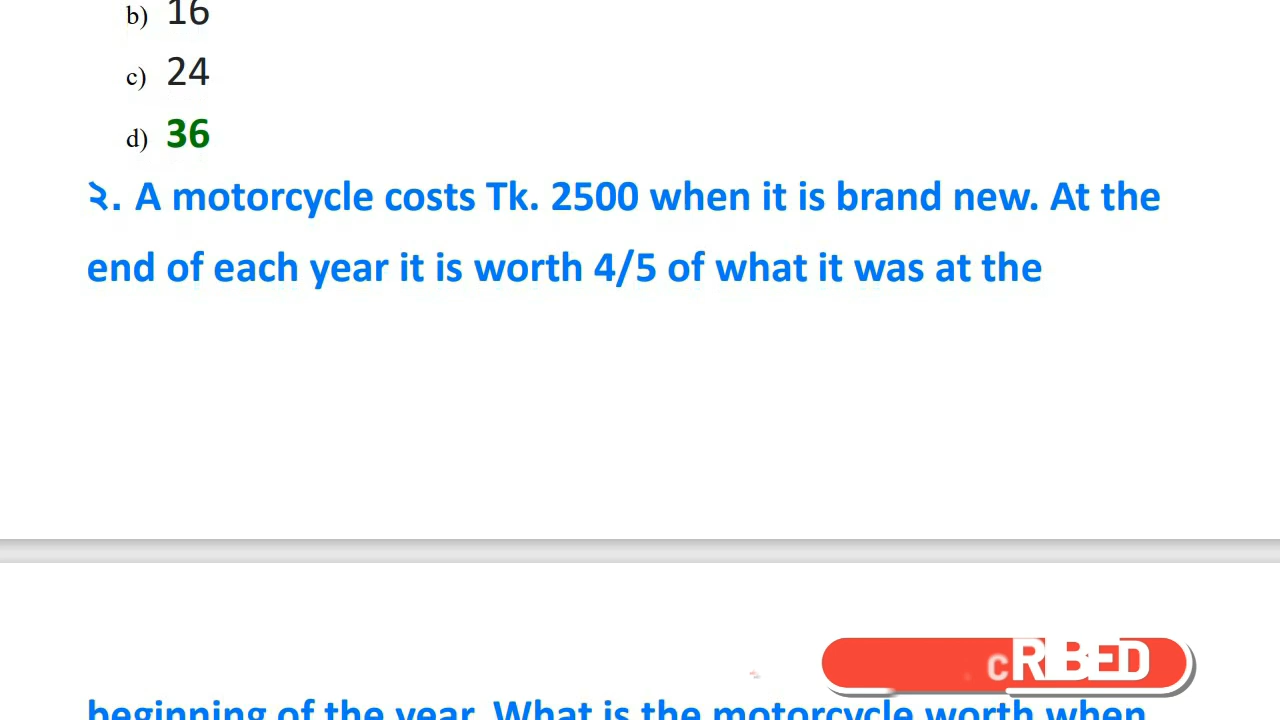 b) 16
c) 24
d) 36
২. A motorcycle costs Tk. 2500 when it is brand new. At the
end of each year it is worth 4/5 of what it was at the
CRIBED
beginning of the year. What is the motorcycle worth when